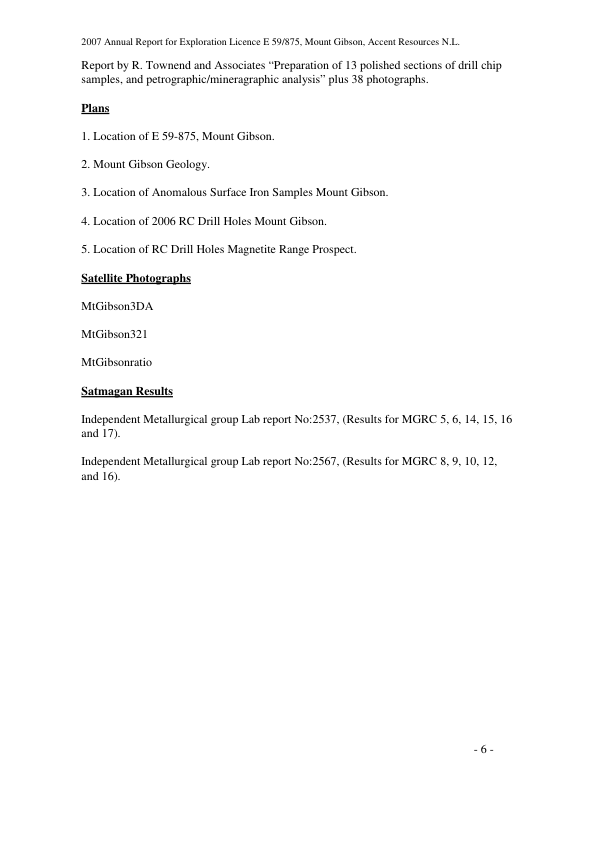 2007 Annual Report for Exploration Licence E 59/875, Mount Gibson, Accent Resources N.L.
Report by R. Townend and Associates “Preparation of 13 polished sections of drill chip
samples, and petrographic/mineragraphic analysis” plus 38 photographs.
Plans
1. Location of E 59-875, Mount Gibson.
2. Mount Gibson Geology.
3. Location of Anomalous Surface Iron Samples Mount Gibson.
4. Location of 2006 RC Drill Holes Mount Gibson.
5. Location of RC Drill Holes Magnetite Range Prospect.
Satellite Photographs
MtGibson3DA
MtGibson321
MtGibsonratio
Satmagan Results
Independent Metallurgical group Lab report No:2537, (Results for MGRC 5, 6, 14, 15, 16
and 17).
Independent Metallurgical group Lab report No:2567, (Results for MGRC 8, 9, 10, 12,
and 16).
- 6 -